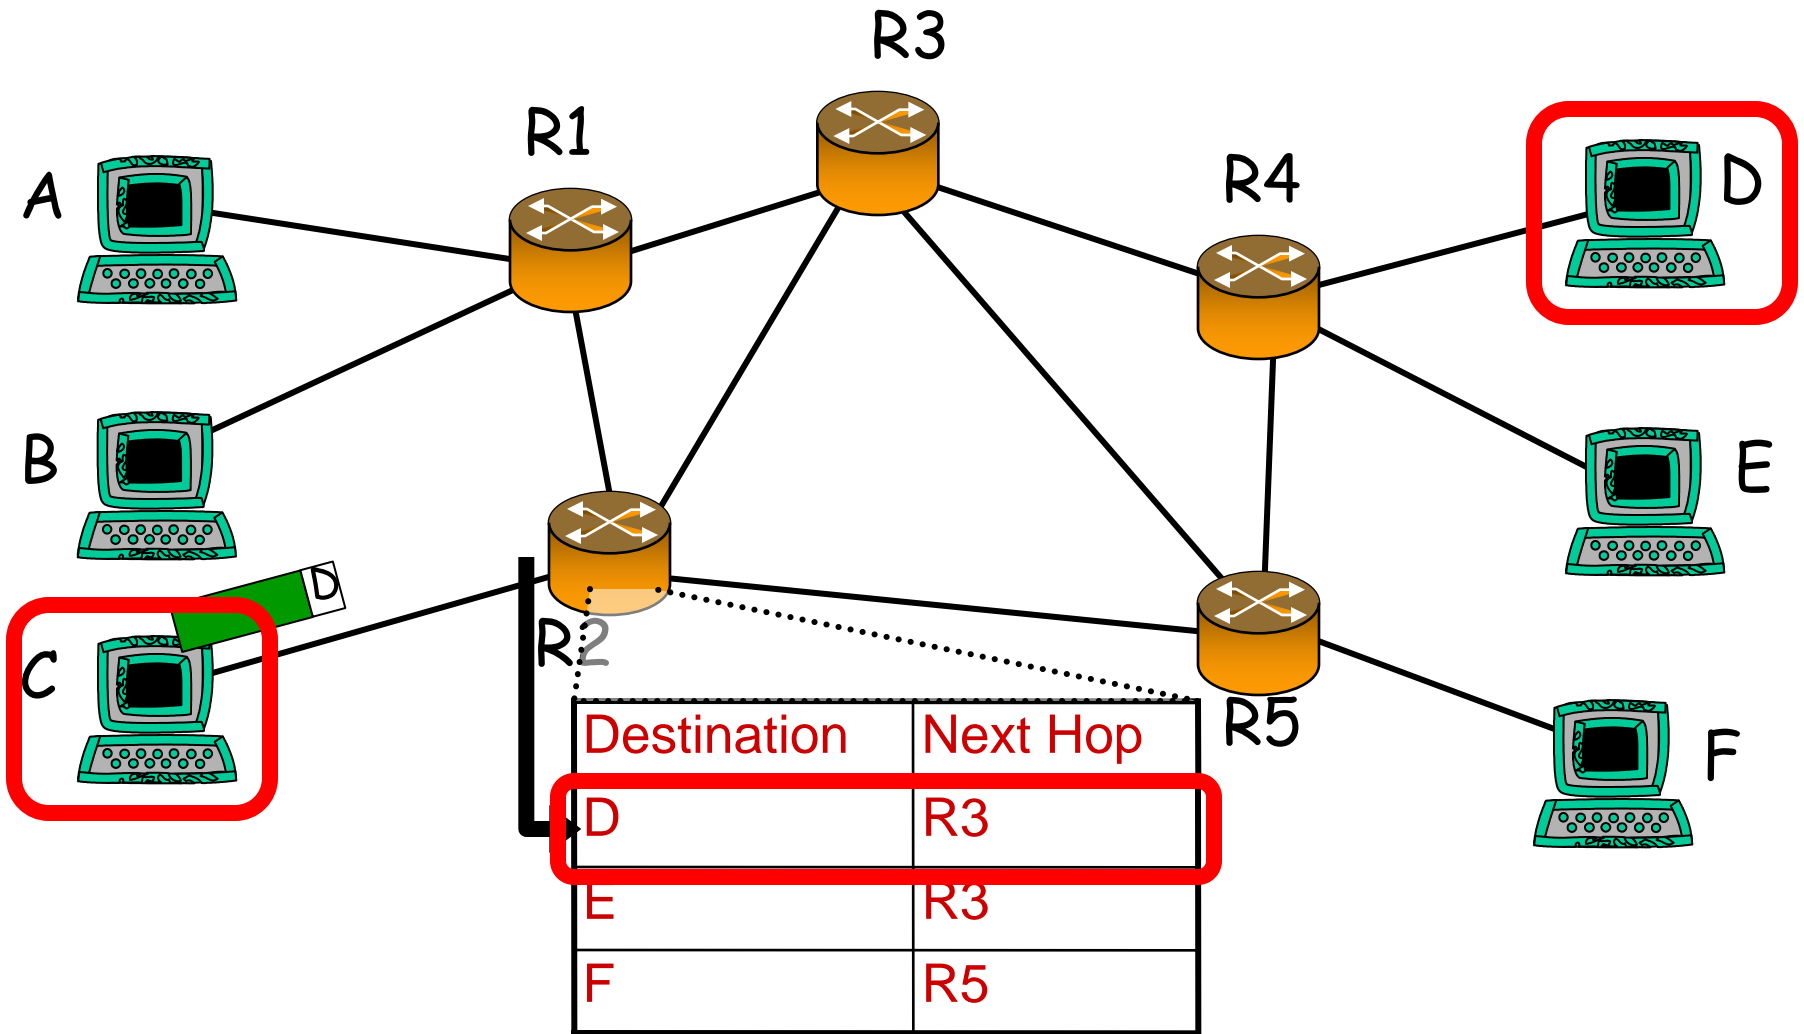 R3
R1
R4
A
D
B
E
D
C
R2
R5
F
Destination Next Hop
D R3
E R3
F R5